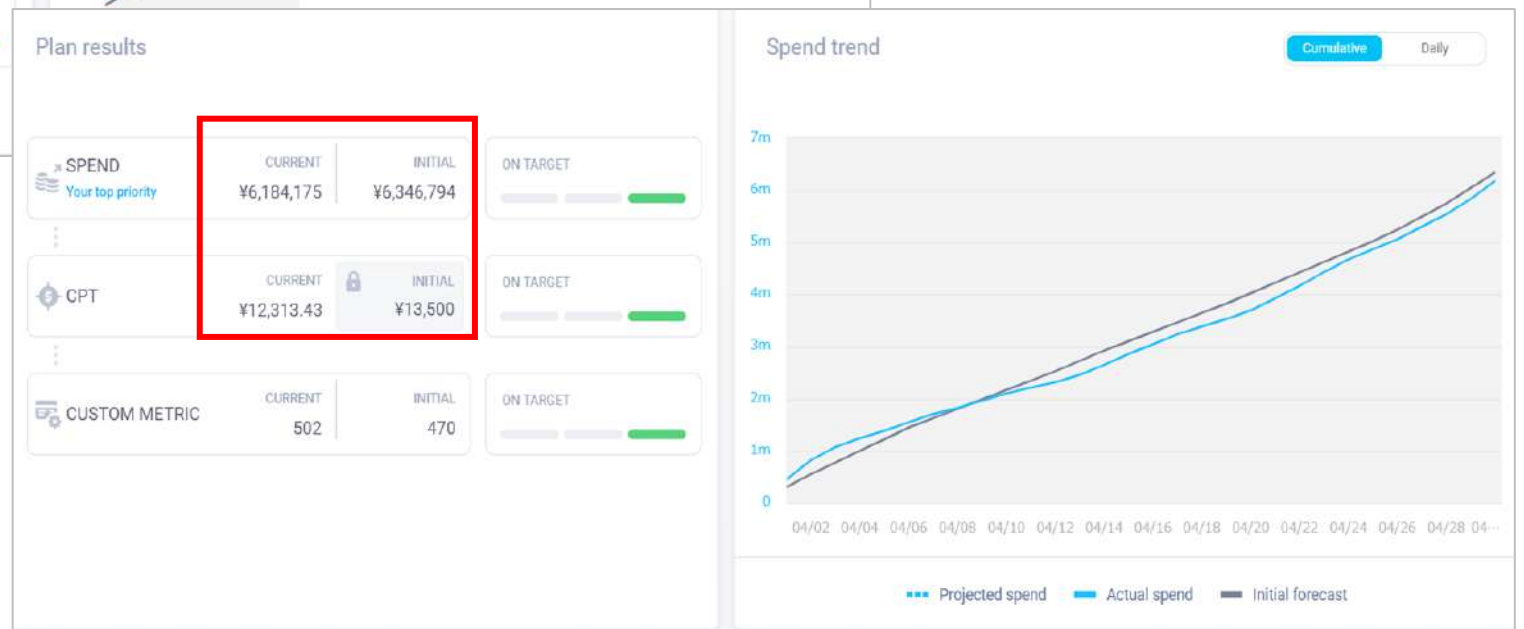 Plan results
SPEND
Your top priority
CURRENT
¥6,184,175
INITIAL
¥6,346,794
ON TARGET
CPT
CURRENT
¥12,313.43
INITIAL
¥13,500
ON TARGET
CUSTOM METRIC
CURRENT
502
INITIAL
470
ON TARGET
Spend trend
Cumulative
Daily
7m
6m
5m
4m
3m
2m
1m
0
04/02 04/04 04/06 04/08 04/10 04/12 04/14 04/16 04/18 04/20 04/22 04/24 04/26 04/28 04...
Projected spend Actual spend Initial forecast